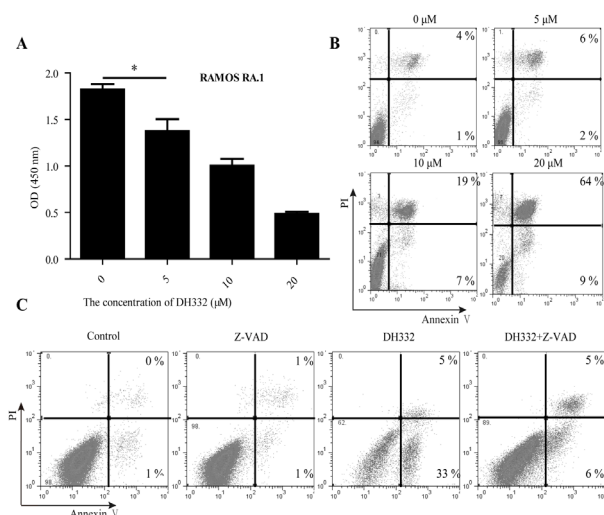 A
RAMOS RA.1
*
OD (450 nm)
2.0
1.5
1.0
0.5
0.0
0
5
10
20
The concentration of DH332 (μM)
B
0 μM
5 μM
4 %
6 %
1 %
2 %
10 μM
20 μM
19 %
64 %
7 %
9 %
PI
Annexin V
C
Control
Z-VAD
DH332
DH332+Z-VAD
0 %
1 %
5 %
5 %
62.
89.
98.
1 %
1 %
33 %
6 %
PI
Annexin V